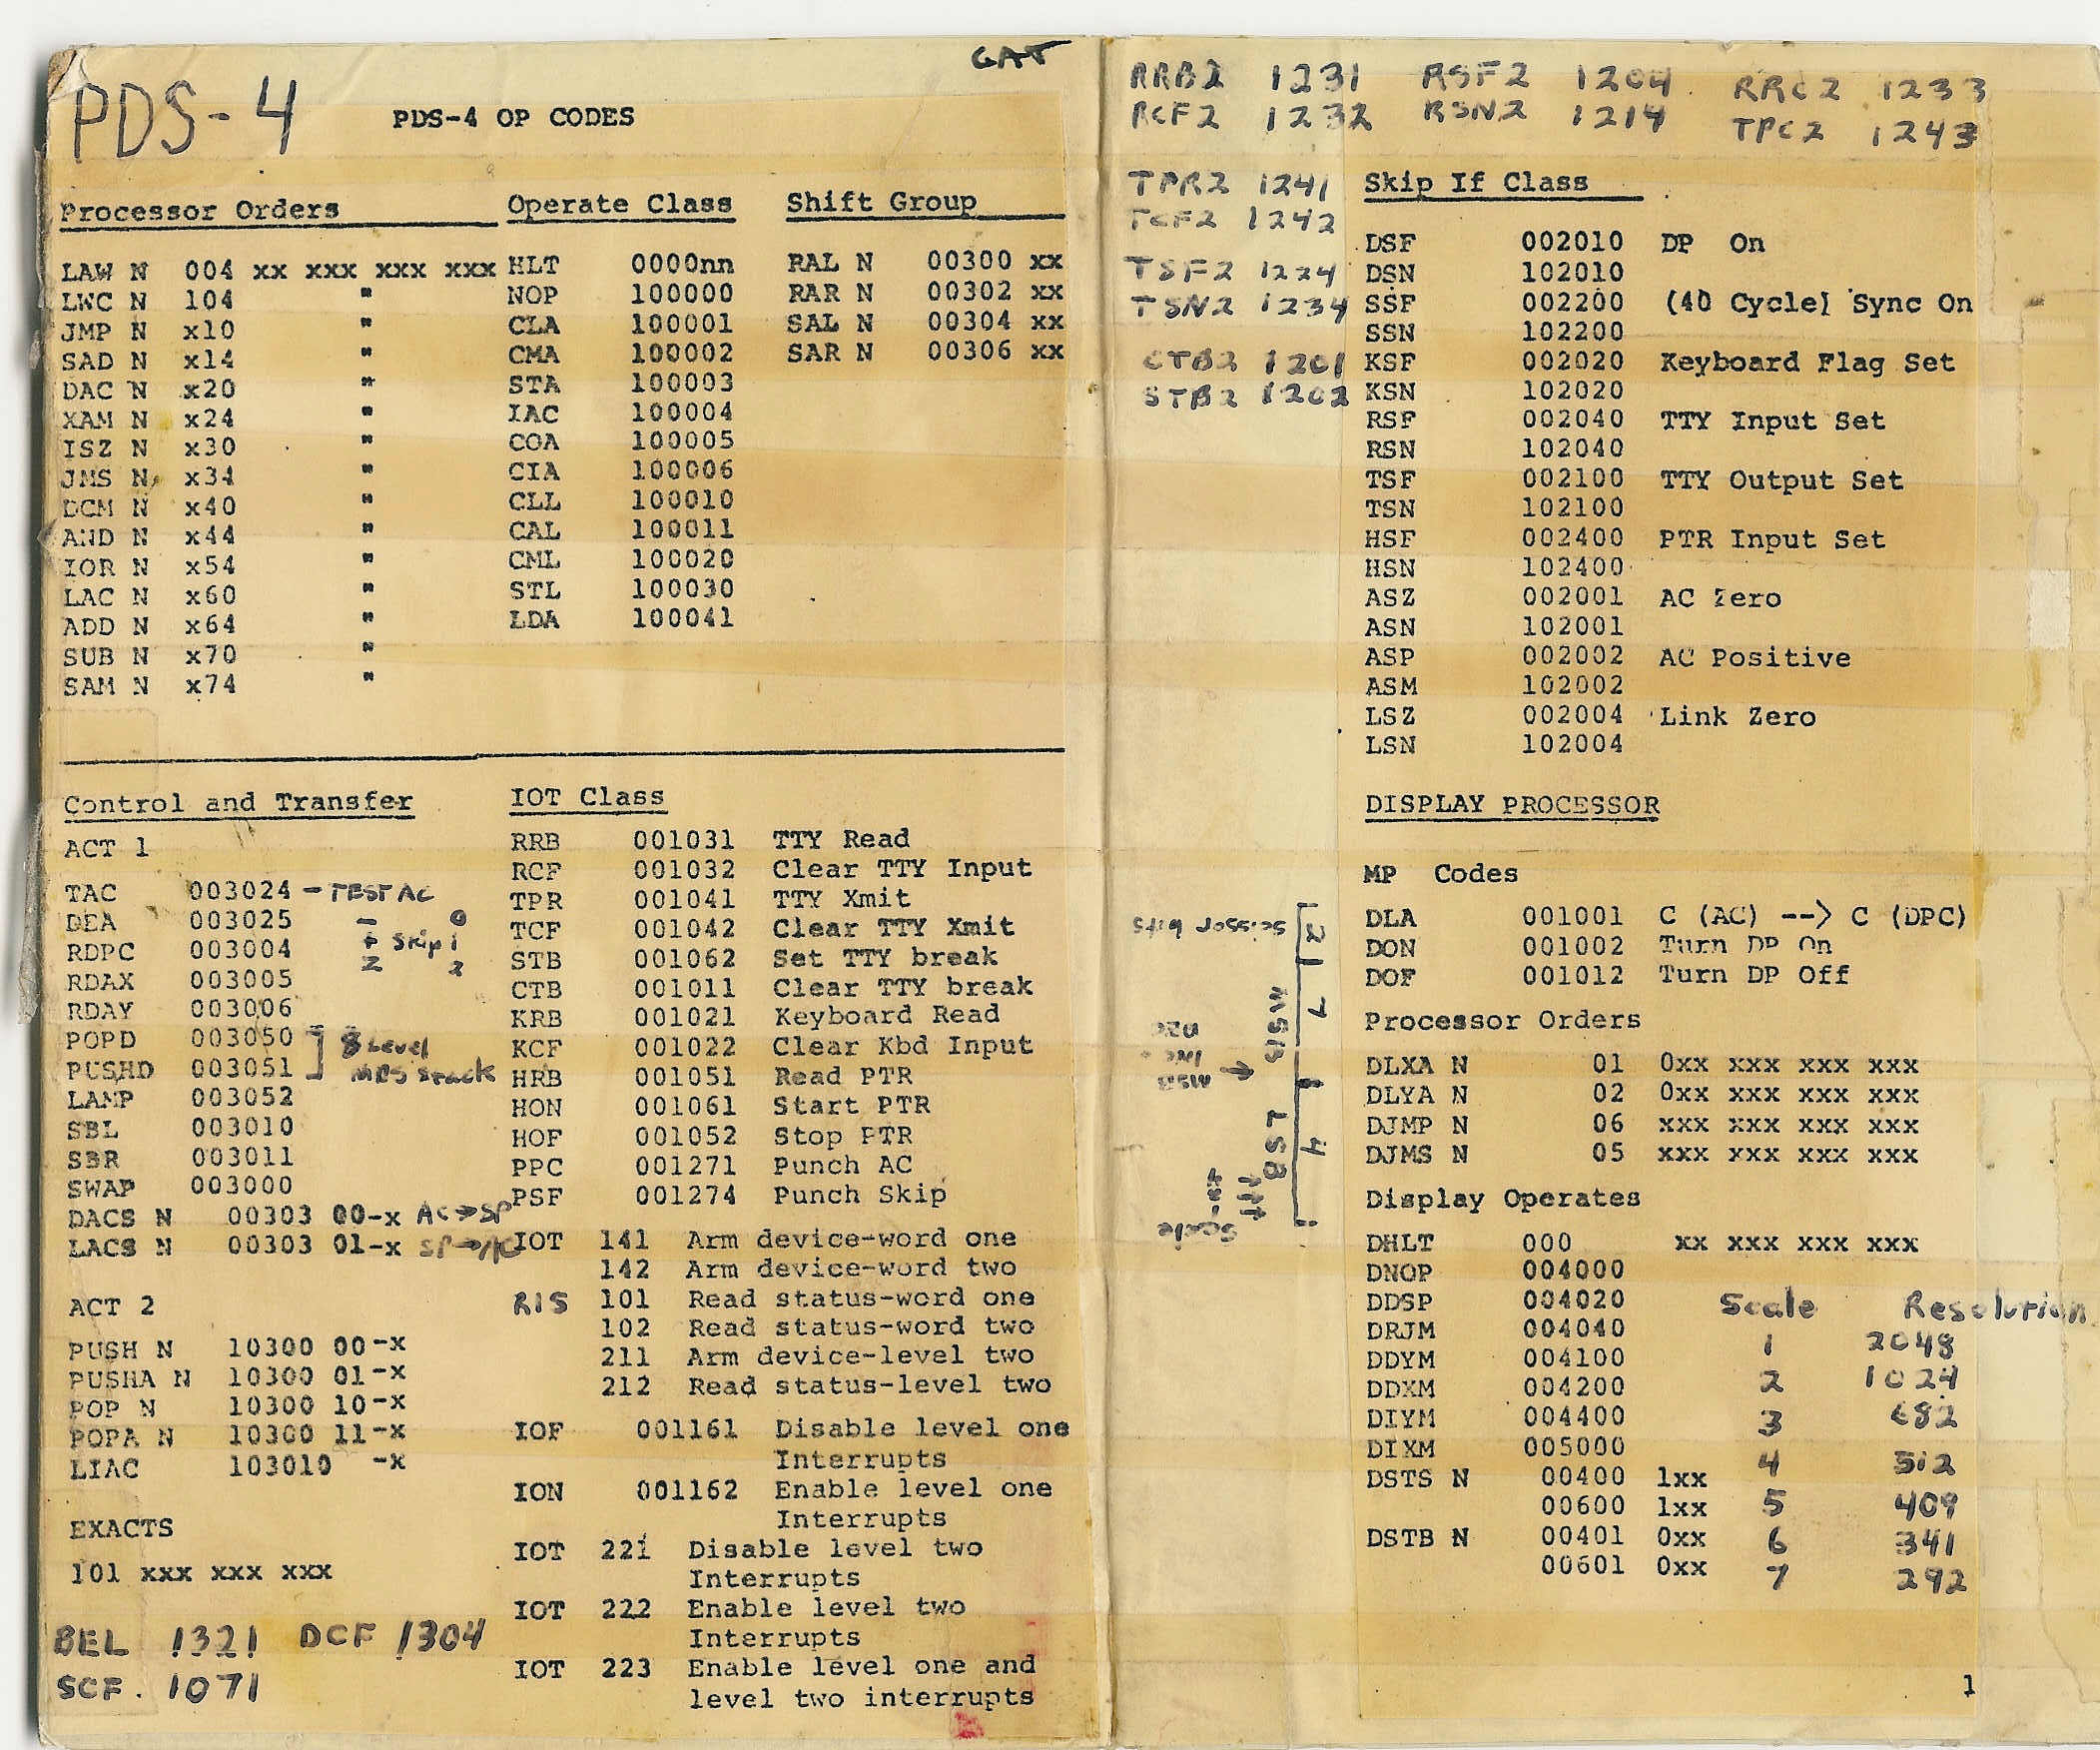 GAT
PDS-4
PDS-4 OP CODES
Processor Orders
LAW N 004 xx xxx xxx xxx
LWC N 104 "
JMP N x10 "
SAD N x14 "
DAC N x20 "
XAM N x24 "
ISZ N x30 "
JMS N x34 "
DCM N x40 "
AND N x44 "
IOR N x54 "
LAC N x60 "
ADD N x64 "
SUB N x70 "
SAM N x74 "
Operate Class
HLT 0000nn
NOP 100000
CLA 100001
CMA 100002
STA 100003
IAC 100004
COA 100005
CIA 100006
CLL 100010
CAL 100011
CML 100020
STL 100030
LDA 100041
Shift Group
RAL N 00300 xx
RAR N 00302 xx
SAL N 00304 xx
SAR N 00306 xx
Control and Transfer
ACT 1
TAC 003024 - TEST AC
DEA 003025 - 0
RDPC 003004 + skip 1
RDAX 003005 Z 2
RDAY 003006
POPD 003050 8 Level
PUSHD 003051 MDS stack
LAMP 003052
SBL 003010
SBR 003011
SWAP 003000
DACS N 00303 00-x AC→SP
LACS N 00303 01-x SP→AC
ACT 2
PUSH N 10300 00-x
PUSHA N 10300 01-x
POP N 10300 10-x
POPA N 10300 11-x
LIAC 103010 -x
EXACTS
101 xxx xxx xxx
BEL 1321 DCF 1304
SCF. 1071
IOT Class
RRB 001031 TTY Read
RCF 001032 Clear TTY Input
TPR 001041 TTY Xmit
TCF 001042 Clear TTY Xmit
STB 001062 Set TTY break
CTB 001011 Clear TTY break
KRB 001021 Keyboard Read
KCF 001022 Clear Kbd Input
HRB 001051 Read PTR
HON 001061 Start PTR
HOF 001052 Stop PTR
PPC 001271 Punch AC
PSF 001274 Punch Skip
IOT 141 Arm device-word one
142 Arm device-word two
RIS 101 Read status-word one
102 Read status-word two
211 Arm device-level two
212 Read status-level two
IOF 001161 Disable level one
Interrupts
ION 001162 Enable level one
Interrupts
IOT 221 Disable level two
Interrupts
IOT 222 Enable level two
Interrupts
IOT 223 Enable level one and
level two interrupts
RRB2 1231 RSF2 1204 RRC2 1233
RCF2 1232 RSN2 1214 TPC2 1243
TPR2 1241
TCF2 1242
TSF2 1224
TSN2 1234
CTB2 1201
STB2 1202
scissor bits
2 7 4
MSB LSB
MSW
Scale
Skip If Class
DSF 002010 DP On
DSN 102010
SSF 002200 (40 Cycle[ Sync On
SSN 102200
KSF 002020 Keyboard Flag Set
KSN 102020
RSF 002040 TTY Input Set
RSN 102040
TSF 002100 TTY Output Set
TSN 102100
HSF 002400 PTR Input Set
HSN 102400
ASZ 002001 AC Zero
ASN 102001
ASP 002002 AC Positive
ASM 102002
LSZ 002004 Link Zero
LSN 102004
DISPLAY PROCESSOR
MP Codes
DLA 001001 C (AC) --> C (DPC)
DON 001002 Turn DP On
DOF 001012 Turn DP Off
Processor Orders
DLXA N 01 0xx xxx xxx xxx
DLYA N 02 0xx xxx xxx xxx
DJMP N 06 xxx xxx xxx xxx
DJMS N 05 xxx xxx xxx xxx
Display Operates
DHLT 000 xx xxx xxx xxx
DNOP 004000
DDSP 004020
DRJM 004040
DDYM 004100
DDXM 004200
DIYM 004400
DIXM 005000
DSTS N 00400 1xx
00600 1xx
DSTB N 00401 0xx
00601 0xx
Scale Resolution
1 2048
2 1024
3 682
4 512
5 409
6 341
7 292
1